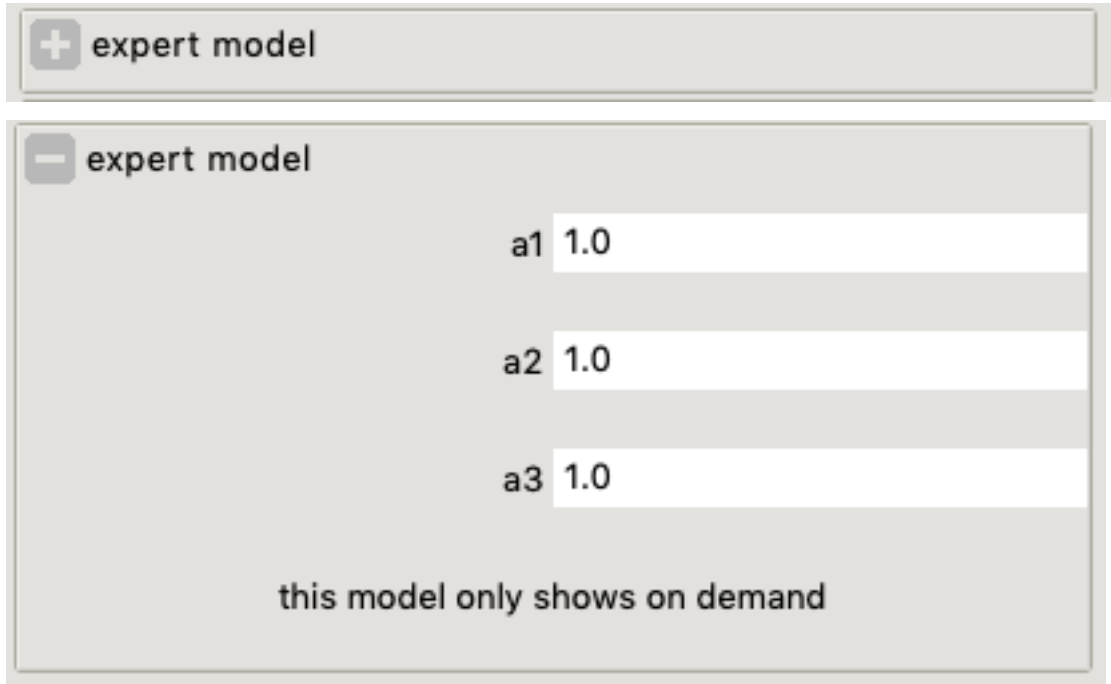 expert model
expert model
a1 1.0
a2 1.0
a3 1.0
this model only shows on demand